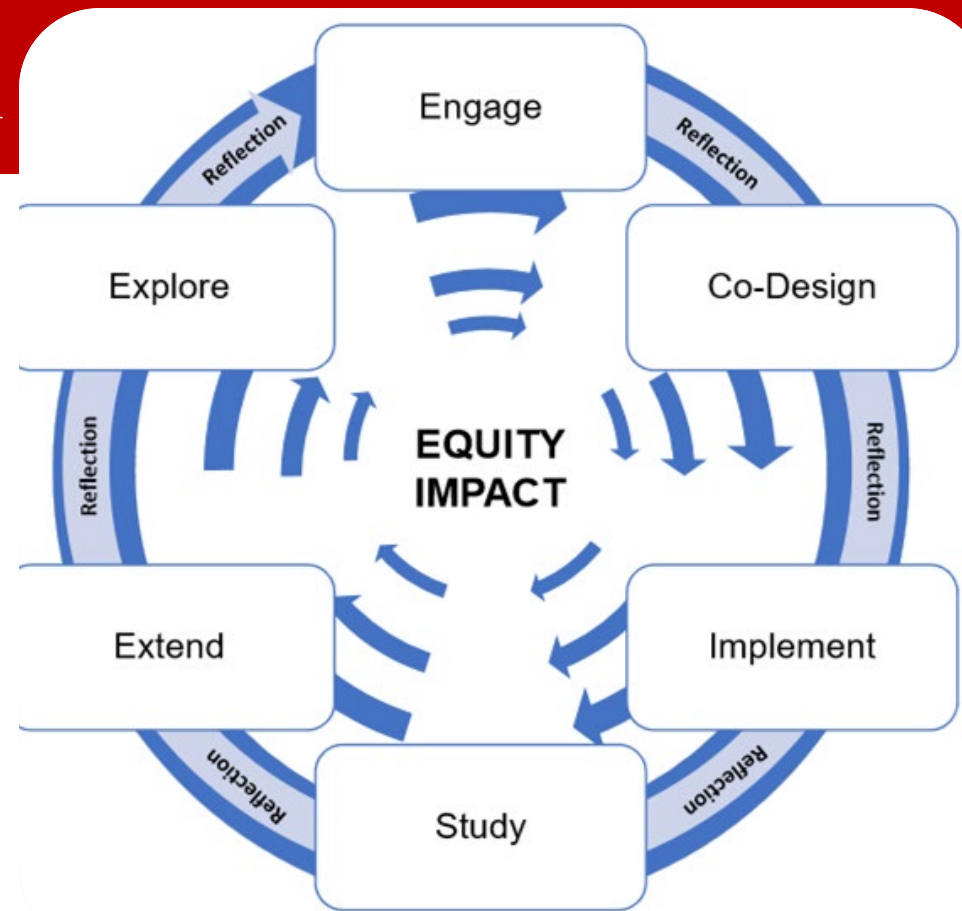 Engage
Reflection
Co-Design
Reflection
Implement
Reflection
Study
Reflection
Extend
Reflection
Explore
Reflection
EQUITY
IMPACT